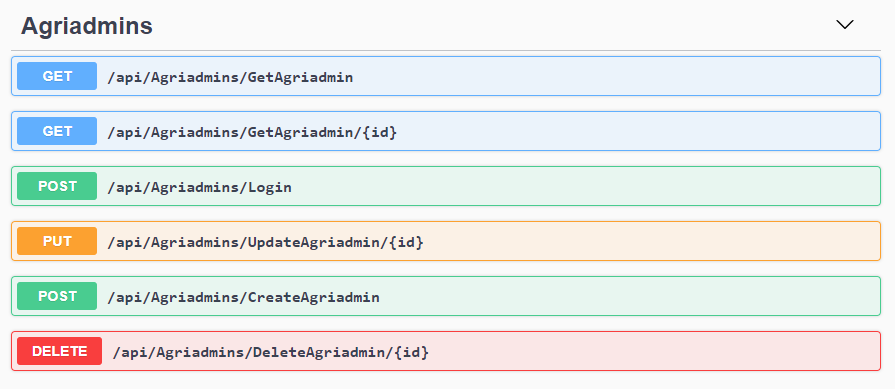 Agriadmins
GET /api/Agriadmins/GetAgriadmin
GET /api/Agriadmins/GetAgriadmin/{id}
POST /api/Agriadmins/Login
PUT /api/Agriadmins/UpdateAgriadmin/{id}
POST /api/Agriadmins/CreateAgriadmin
DELETE /api/Agriadmins/DeleteAgriadmin/{id}